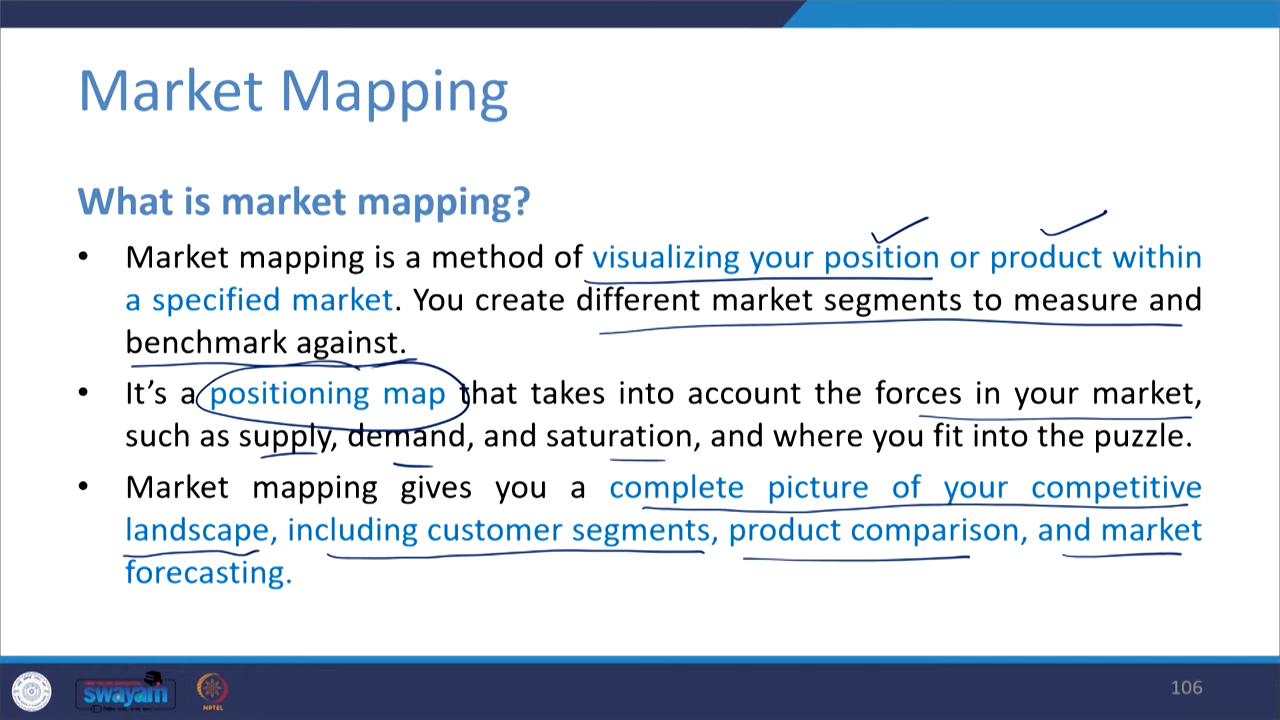 Market Mapping
What is market mapping?
• Market mapping is a method of visualizing your position or product within
a specified market. You create different market segments to measure and
benchmark against.
• It’s a positioning map that takes into account the forces in your market,
such as supply, demand, and saturation, and where you fit into the puzzle.
• Market mapping gives you a complete picture of your competitive
landscape, including customer segments, product comparison, and market
forecasting.
swayam
NPTEL
106